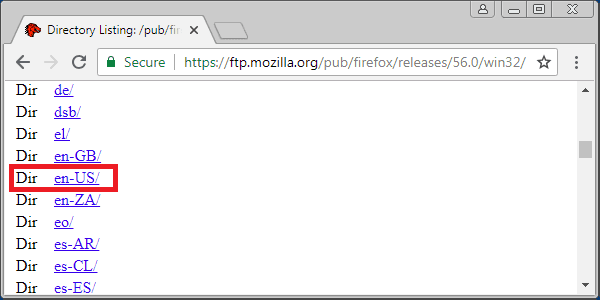 Directory Listing: /pub/fir
Secure https://ftp.mozilla.org/pub/firefox/releases/56.0/win32/
Dir de/
Dir dsb/
Dir el/
Dir en-GB/
Dir en-US/
Dir en-ZA/
Dir eo/
Dir es-AR/
Dir es-CL/
Dir es-ES/